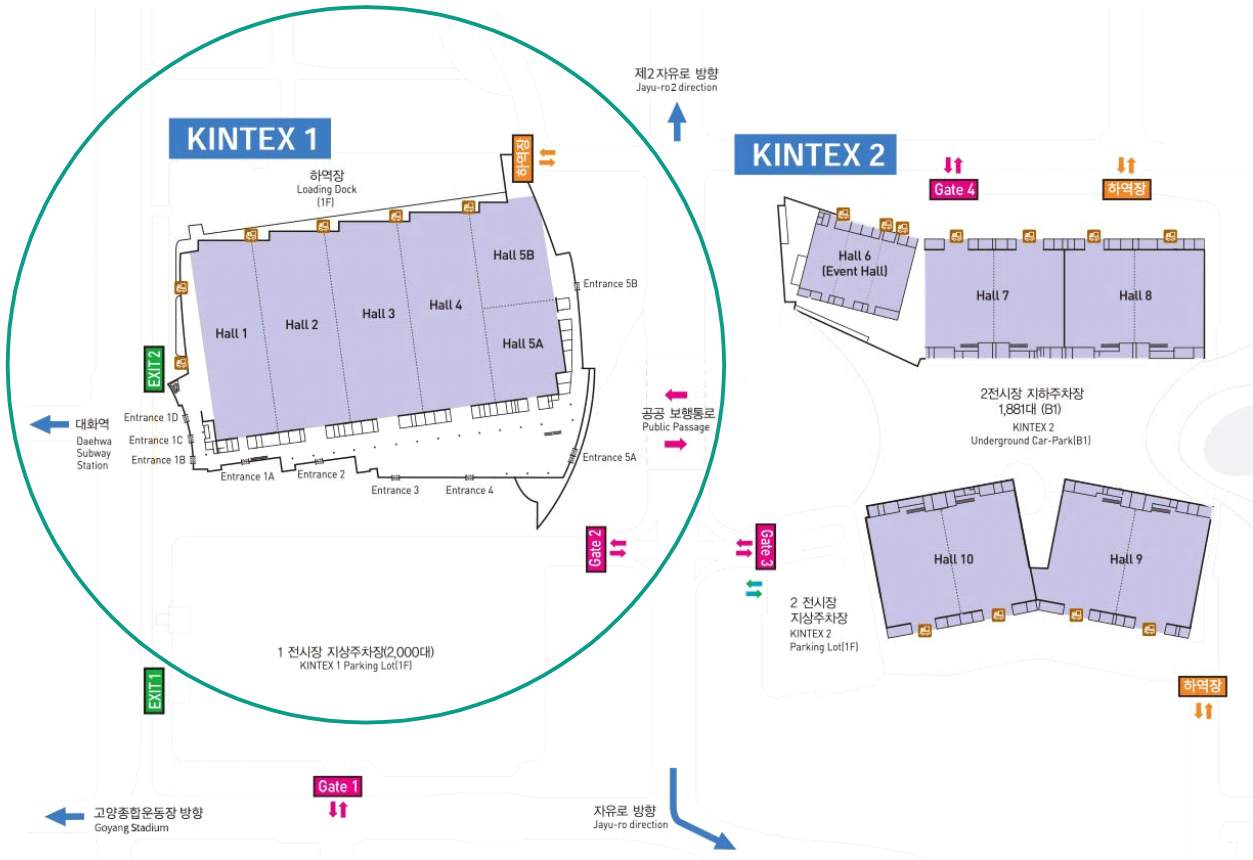 제2자유로 방향
Jayu-ro2 direction
KINTEX 1
하역장
KINTEX 2
하역장
Loading Dock
(1F)
Gate 4
하역장
Hall 6
(Event Hall)
Hall 5B
Entrance 5B
Hall 7
Hall 8
Hall 4
Hall 3
Hall 2
Hall 1
Hall 5A
EXIT 2
2전시장 지하주차장
1,881대 (B1)
KINTEX 2
Underground Car-Park(B1)
공공 보행통로
Public Passage
대화역
Daehwa
Subway
Station
Entrance 1D
Entrance 1C
Entrance 1B
Entrance 1A
Entrance 2
Entrance 3
Entrance 4
Entrance 5A
Gate 2
Gate 3
Hall 10
Hall 9
2 전시장
지상주차장
KINTEX 2
Parking Lot(1F)
1 전시장 지상주차장(2,000대)
KINTEX 1 Parking Lot(1F)
EXIT 1
하역장
Gate 1
고양종합운동장 방향
Goyang Stadium
자유로 방향
Jayu-ro direction